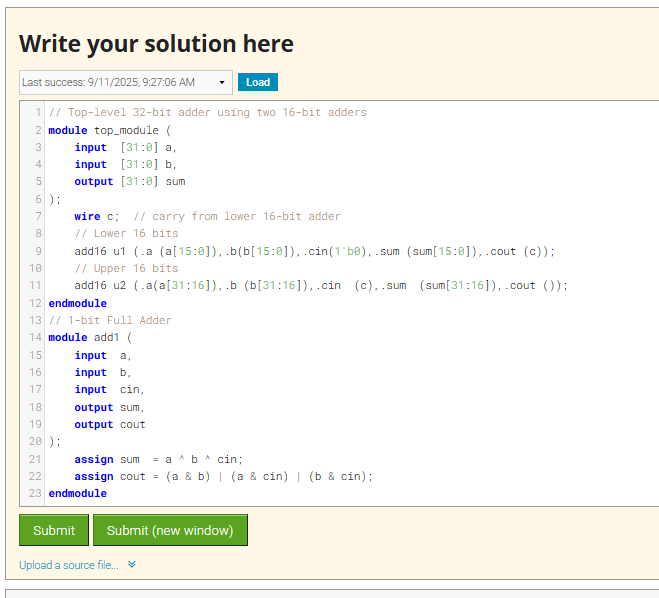 Write your solution here
Last success: 9/11/2025, 9:27:06 AM Load
1 // Top-level 32-bit adder using two 16-bit adders
2 module top_module (
3     input  [31:0] a,
4     input  [31:0] b,
5     output [31:0] sum
6 );
7     wire c;  // carry from lower 16-bit adder
8     // Lower 16 bits
9     add16 u1 (.a (a[15:0]),.b(b[15:0]),.cin(1'b0),.sum (sum[15:0]),.cout (c));
10     // Upper 16 bits
11     add16 u2 (.a(a[31:16]),.b (b[31:16]),.cin  (c),.sum  (sum[31:16]),.cout ());
12 endmodule
13 // 1-bit Full Adder
14 module add1 (
15     input  a,
16     input  b,
17     input  cin,
18     output sum,
19     output cout
20 );
21     assign sum  = a ^ b ^ cin;
22     assign cout = (a & b) | (a & cin) | (b & cin);
23 endmodule
Submit Submit (new window)
Upload a source file...